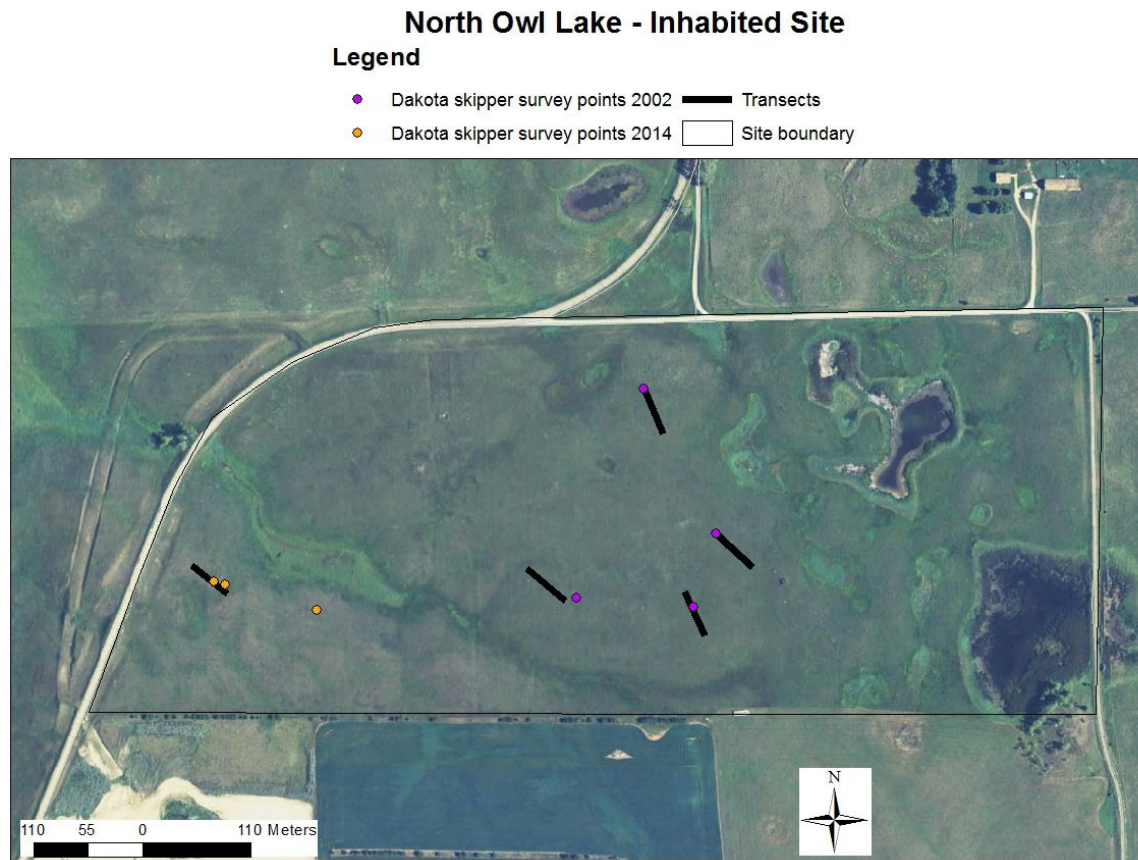 North Owl Lake - Inhabited Site
Legend
Dakota skipper survey points 2002 Transects
Dakota skipper survey points 2014 Site boundary
N
110 55 0 110 Meters